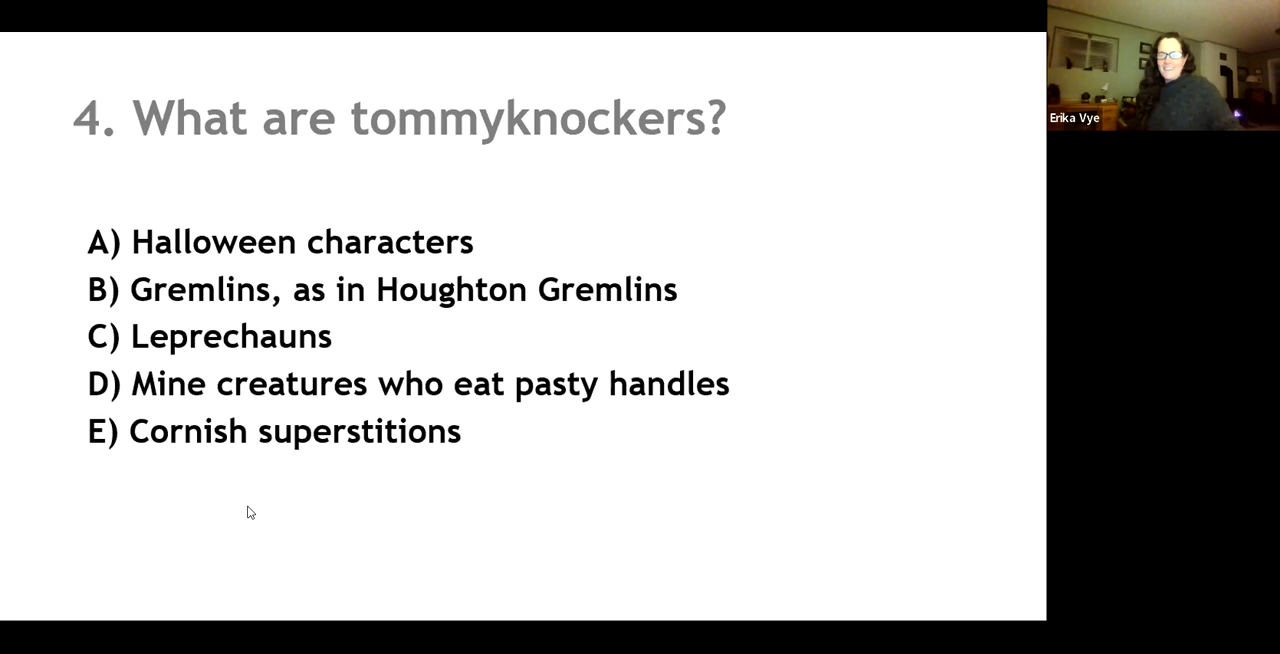 4. What are tommyknockers?
A) Halloween characters
B) Gremlins, as in Houghton Gremlins
C) Leprechauns
D) Mine creatures who eat pasty handles
E) Cornish superstitions
Erika Vye